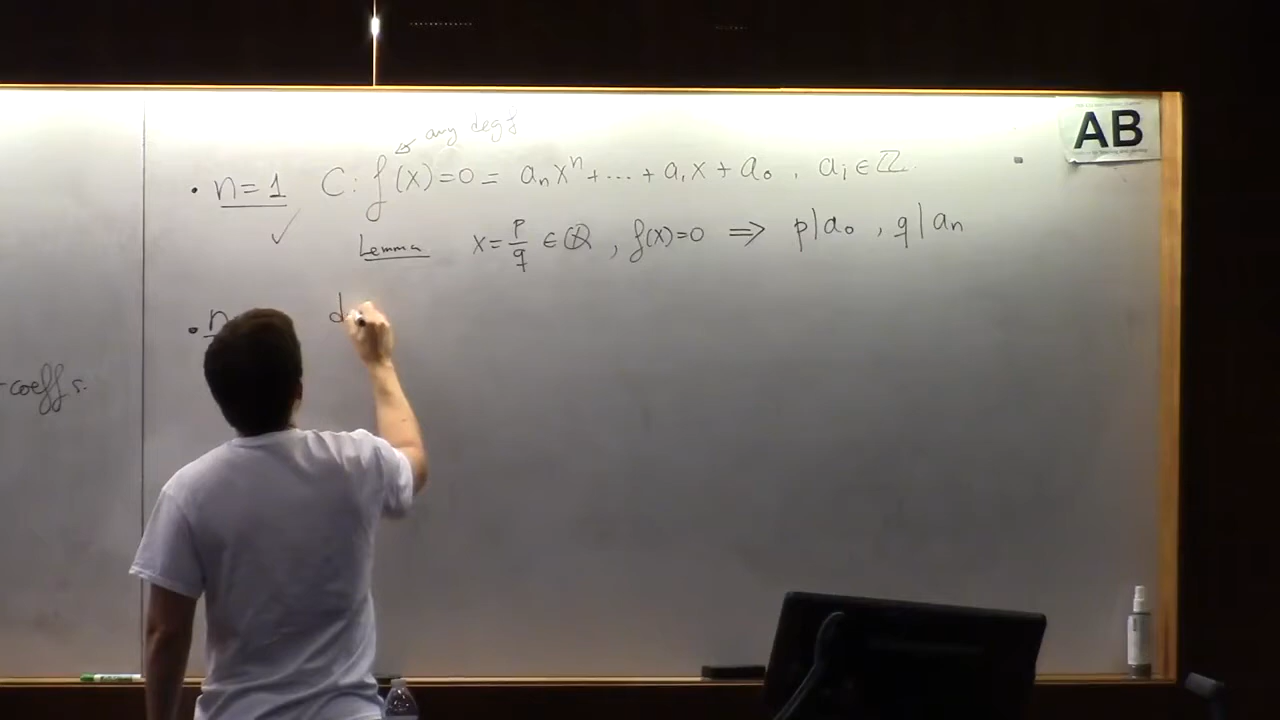 any deg f
• n=1 C: f(x)=0= aₙxⁿ+...+a₁x+a₀, aᵢ∈ℤ.
✓
Lemma x=p/q ∈ℚ, f(x)=0 ⟹ p|a₀, q|aₙ
• n d
-coeffs.
AB